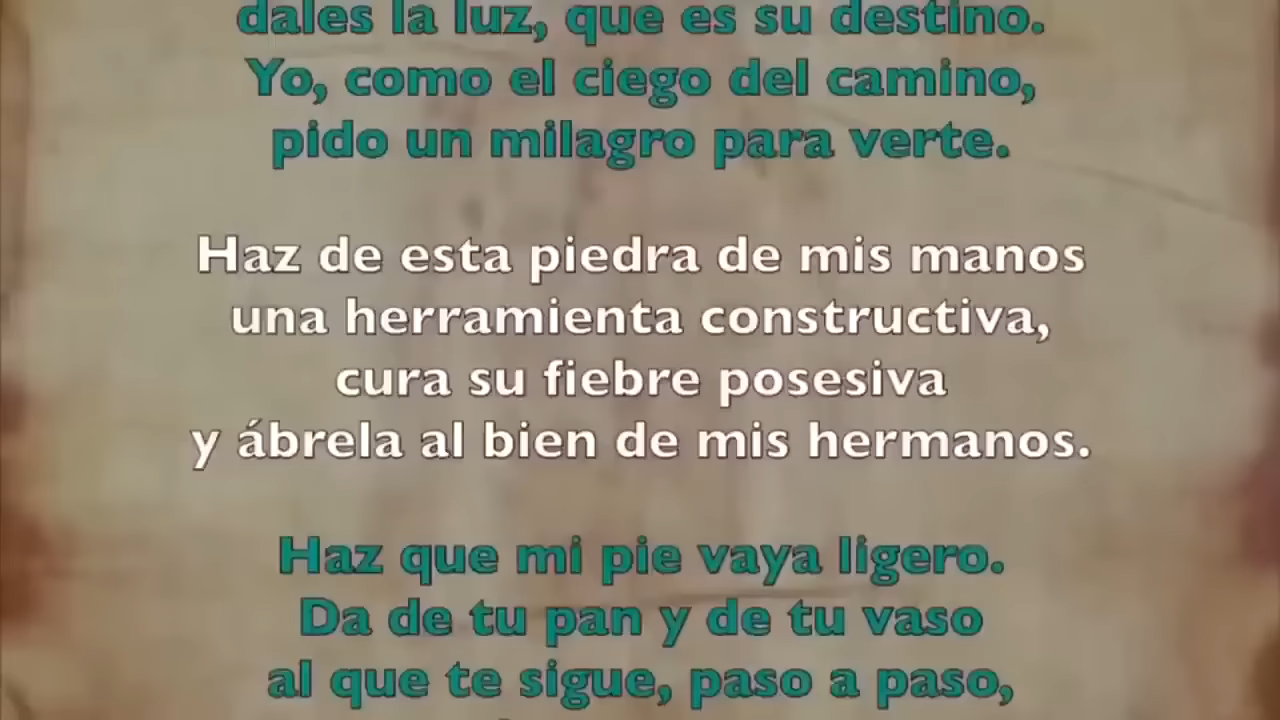 dales la luz, que es su destino.
Yo, como el ciego del camino,
pido un milagro para verte.
Haz de esta piedra de mis manos
una herramienta constructiva,
cura su fiebre posesiva
y ábrela al bien de mis hermanos.
Haz que mi pie vaya ligero.
Da de tu pan y de tu vaso
al que te sigue, paso a paso,